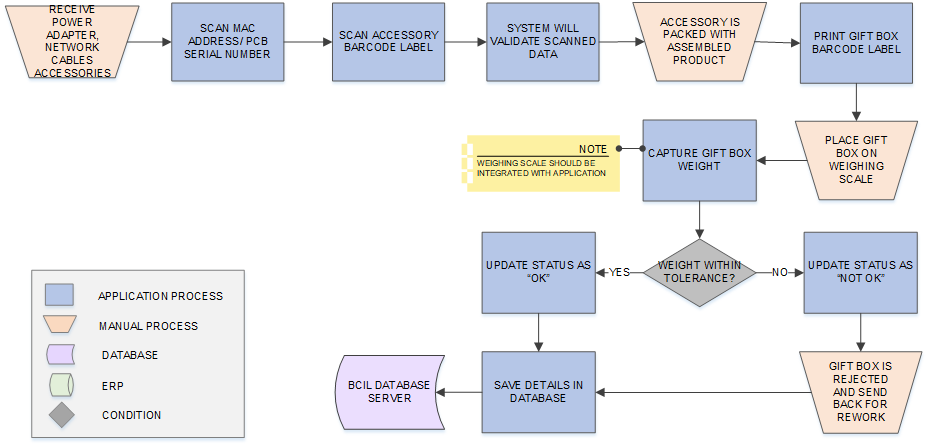 RECEIVE
POWER
ADAPTER,
NETWORK
CABLES
ACCESSORIES
SCAN MAC
ADDRESS/ PCB
SERIAL NUMBER
SCAN ACCESSORY
BARCODE LABEL
SYSTEM WILL
VALIDATE SCANNED
DATA
ACCESSORY IS
PACKED WITH
ASSEMBLED
PRODUCT
PRINT GIFT BOX
BARCODE LABEL
PLACE GIFT
BOX ON
WEIGHING
SCALE
CAPTURE GIFT BOX
WEIGHT
NOTE
WEIGHING SCALE SHOULD BE
INTEGRATED WITH APPLICATION
WEIGHT WITHIN
TOLERANCE?
YES
NO
UPDATE STATUS AS
“OK”
UPDATE STATUS AS
“NOT OK”
GIFT BOX IS
REJECTED
AND SEND
BACK FOR
REWORK
SAVE DETAILS IN
DATABASE
BCIL DATABASE
SERVER
APPLICATION PROCESS
MANUAL PROCESS
DATABASE
ERP
CONDITION